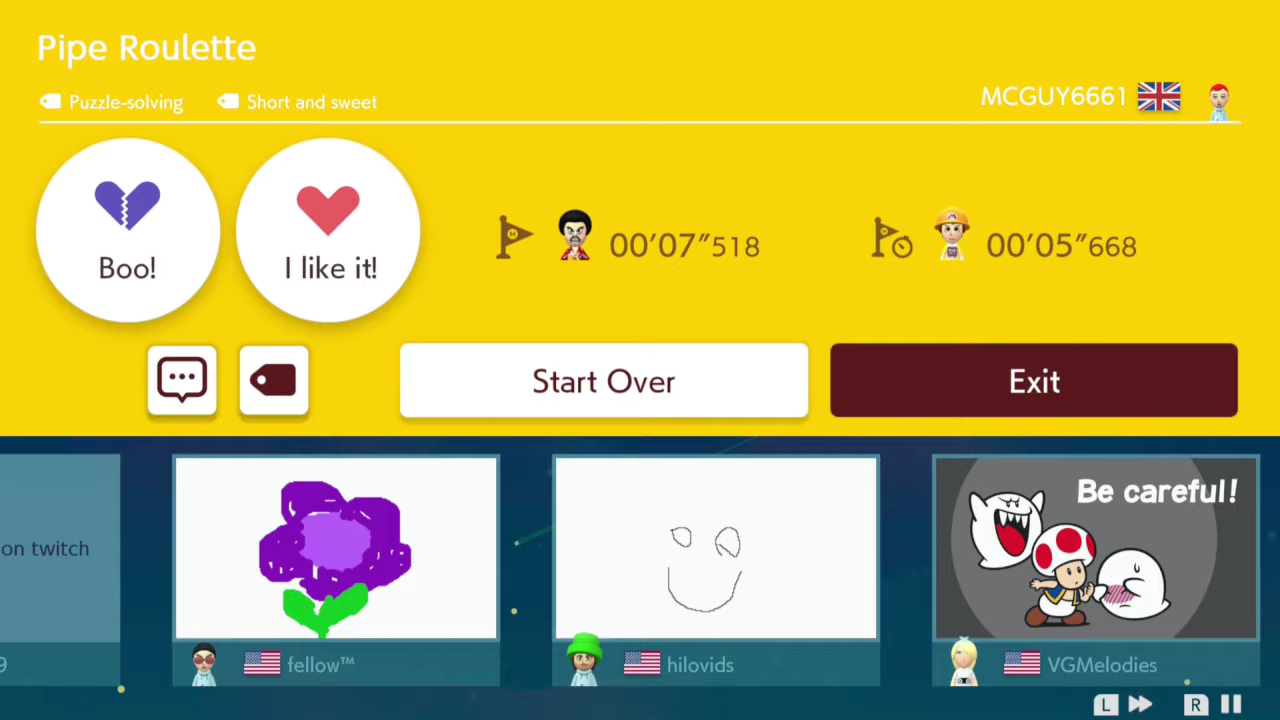 Pipe Roulette
Puzzle-solving Short and sweet
MCGUY6661
Boo!
I like it!
00'07"518
00'05"668
Start Over
Exit
on twitch
Be careful!
9
fellow™
hilovids
VGMelodies
L
R